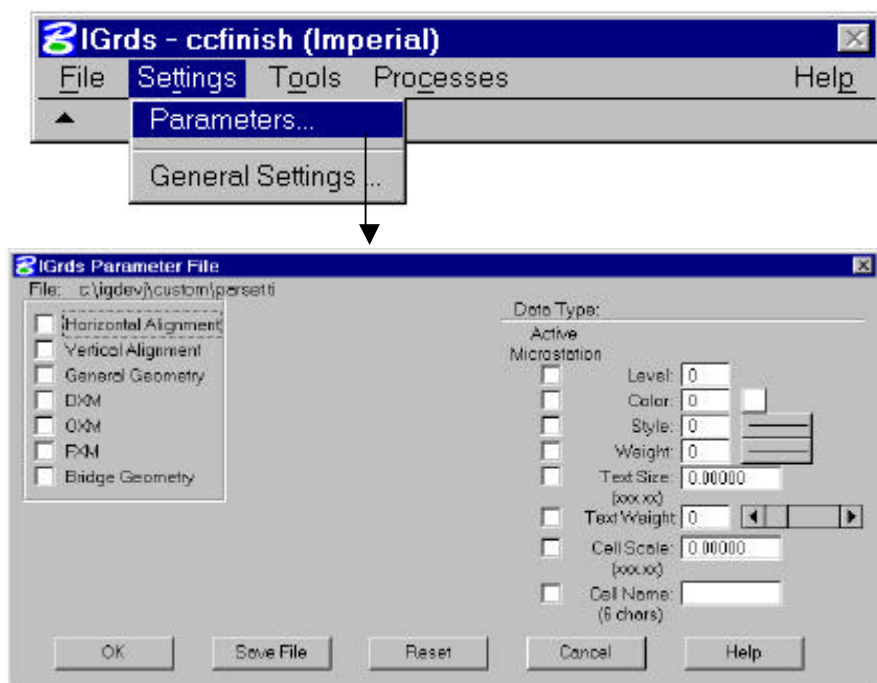 IGrds - ccfinish (Imperial)
File Settings Tools Processes Help
Parameters...
General Settings ...
IGrds Parameter File
File: c:\igdevj\custom\parsetti
Horizontal Alignment
Vertical Alignment
General Geometry
DXM
OXM
FXM
Bridge Geometry
Data Type:
Active
Microstation
Level: 0
Color: 0
Style: 0
Weight: 0
Text Size: 0.00000
(xxx.xx)
Text Weight 0
Cell Scale: 0.00000
(xxx.xx)
Cell Name:
(6 chars)
OK Save File Reset Cancel Help